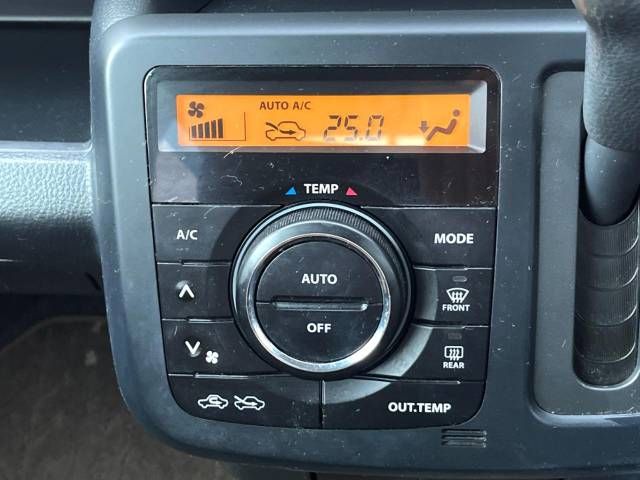 AUTO A/C
25.0
TEMP
A/C
MODE
AUTO
OFF
FRONT
REAR
OUT.TEMP